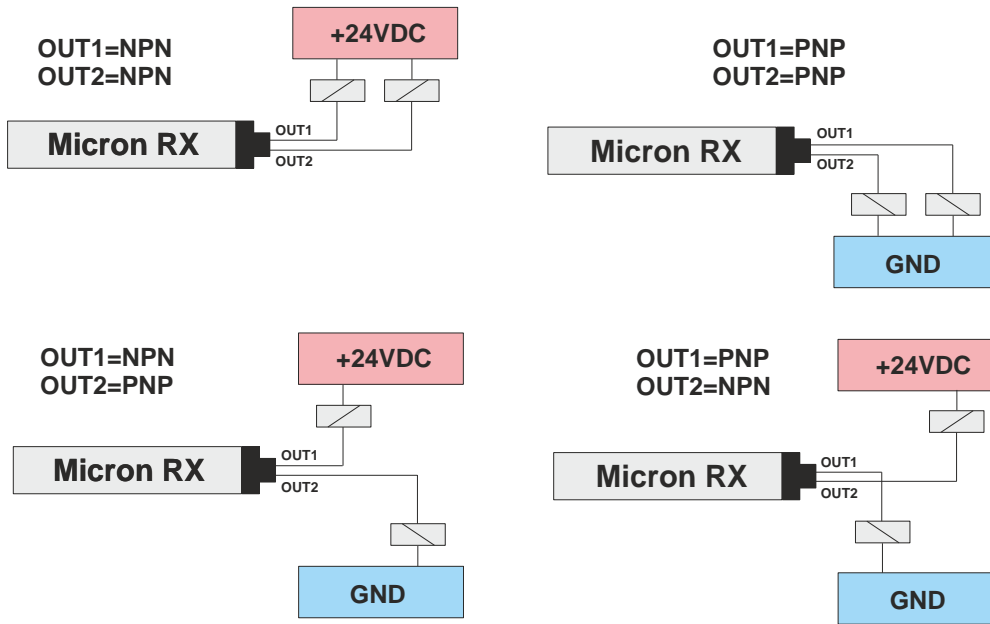 OUT1=NPN
OUT2=NPN
+24VDC
Micron RX
OUT1
OUT2
OUT1=PNP
OUT2=PNP
Micron RX
OUT1
OUT2
GND
OUT1=NPN
OUT2=PNP
+24VDC
Micron RX
OUT1
OUT2
GND
OUT1=PNP
OUT2=NPN
+24VDC
Micron RX
OUT1
OUT2
GND